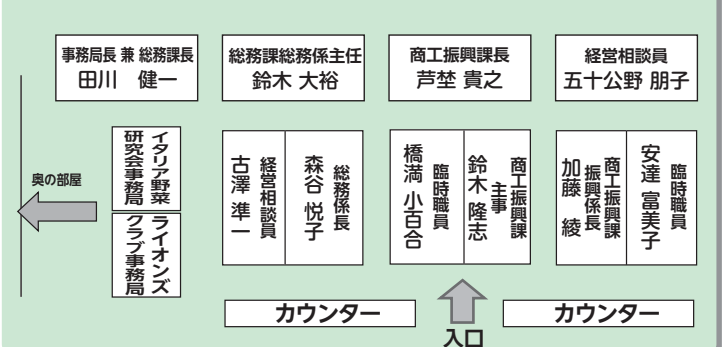 事務局長 兼 総務課長
田川 健一
総務課総務係主任
鈴木 大裕
商工振興課長
芦埜 貴之
経営相談員
五十公野 朋子
奥の部屋
イタリア野菜
研究会事務局
ライオンズ
クラブ事務局
経営相談員
古澤 準一
総務係長
森谷 悦子
臨時職員
橋満 小百合
商工振興課
主事
鈴木 隆志
商工振興課
振興係長
加藤 綾
臨時職員
安達 富美子
カウンター
入口
カウンター